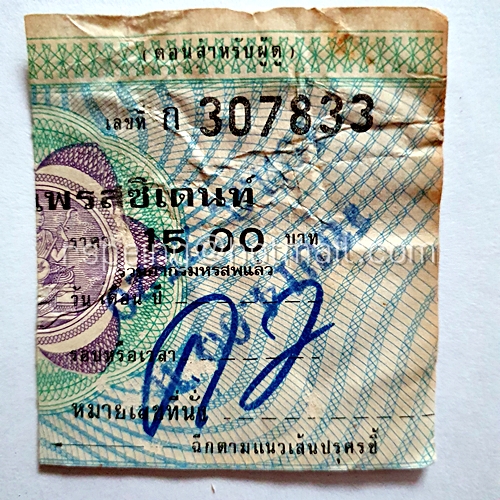 ( ตอนสำหรับผู้ดู )
เลขที่ ก 307833
เพรสซิเดนท์
ราคา 15.00 บาท
รวมอากรมหรสพแล้ว
วัน เดือน ปี
รอบหรือเวลา
หมายเลขที่นั่ง
ฉีกตามแนวเส้นปรุครชี้